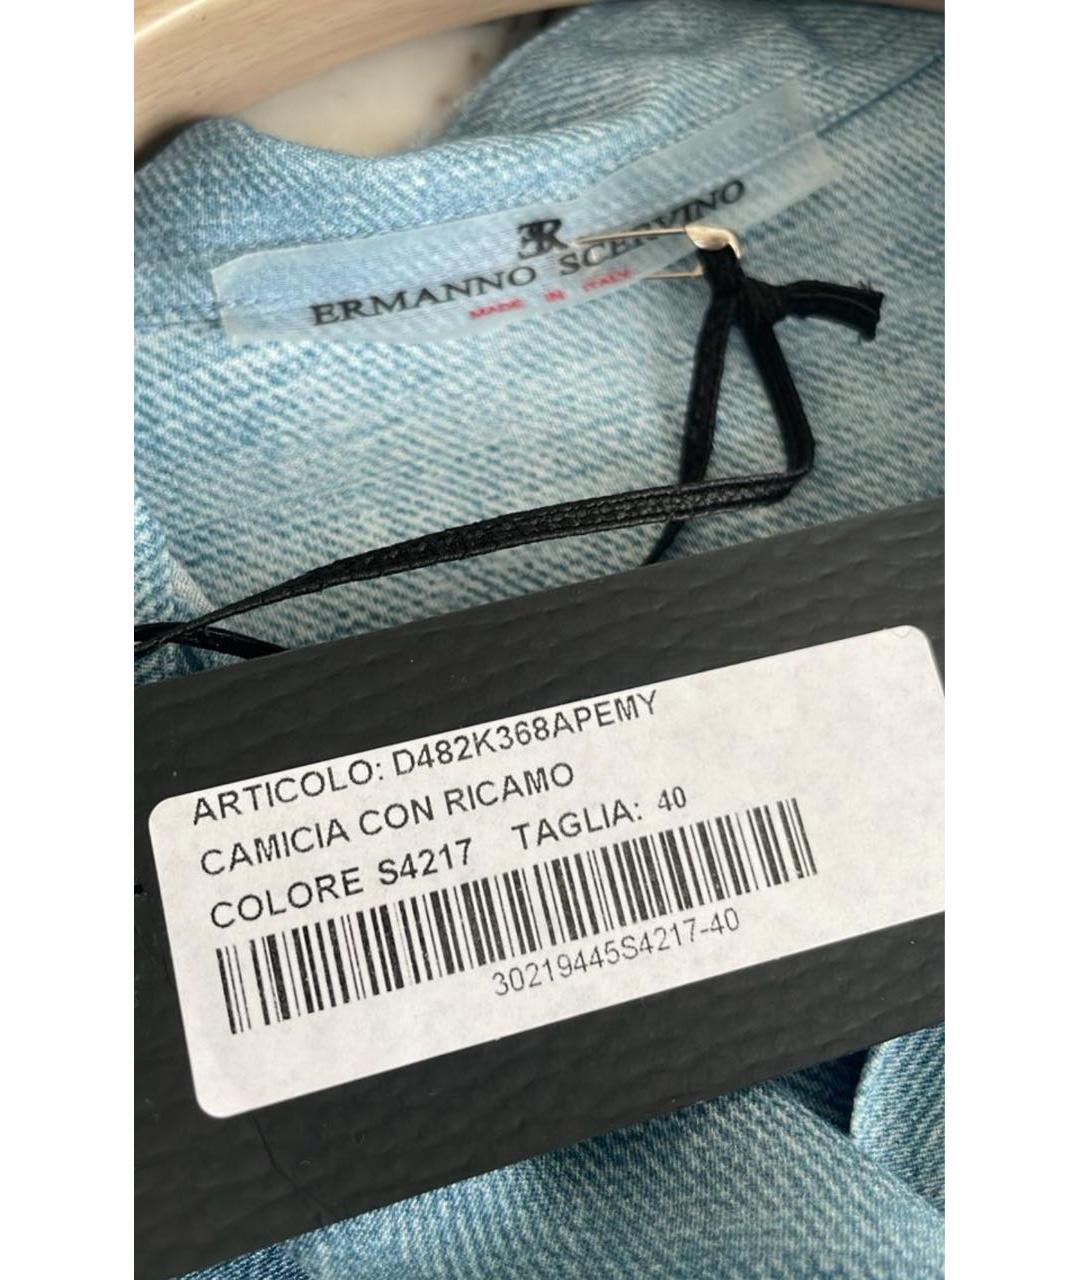 ERMANNO SCERVINO
MADE IN ITALY
ARTICOLO: D482K368APEMY
CAMICIA CON RICAMO
COLORE S4217 TAGLIA: 40
30219445S4217-40